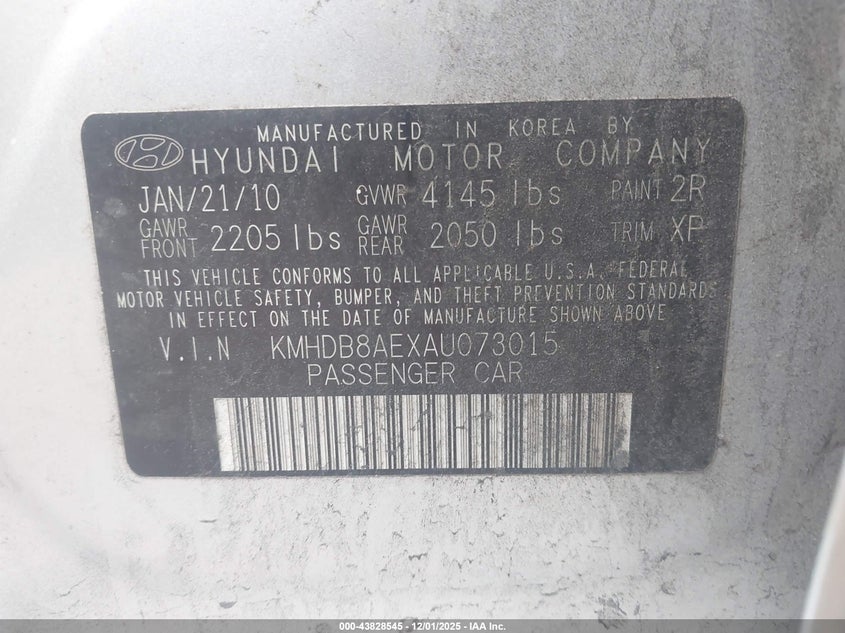 MANUFACTURED IN KOREA BY
HYUNDAI MOTOR COMPANY
JAN/21/10 GVWR 4145 lbs PAINT 2R
GAWR FRONT 2205 lbs GAWR REAR 2050 lbs TRIM XP
THIS VEHICLE CONFORMS TO ALL APPLICABLE U.S.A. FEDERAL
MOTOR VEHICLE SAFETY, BUMPER, AND THEFT PREVENTION STANDARDS
IN EFFECT ON THE DATE OF MANUFACTURE SHOWN ABOVE
V.I.N KMHDB8AEXAU073015
PASSENGER CAR
000-43828545 - 12/01/2025 - IAA Inc.